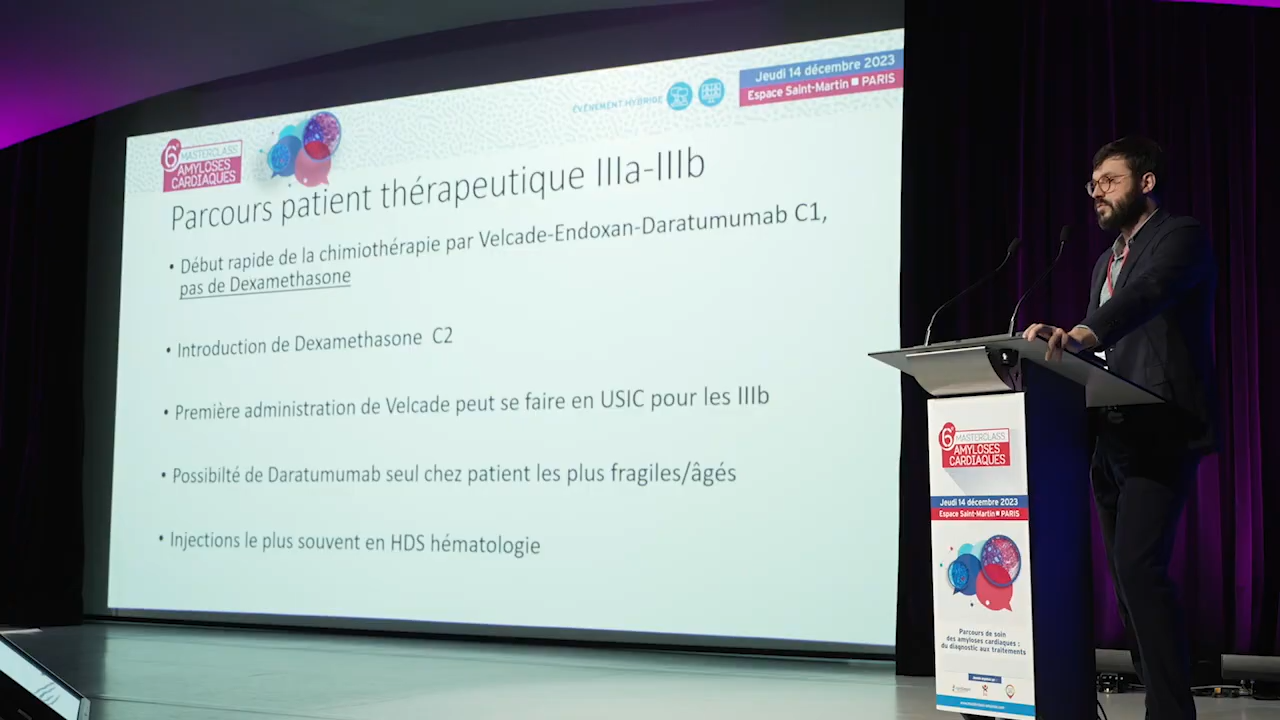 ÉVÉNEMENT HYBRIDE
Jeudi 14 décembre 2023
Espace Saint-Martin ■ PARIS
6e MASTERCLASS
AMYLOSES
CARDIAQUES
Parcours patient thérapeutique IIIa-IIIb
• Début rapide de la chimiothérapie par Velcade-Endoxan-Daratumumab C1,
pas de Dexamethasone
• Introduction de Dexamethasone C2
• Première administration de Velcade peut se faire en USIC pour les IIIb
• Possibilté de Daratumumab seul chez patient les plus fragiles/âgés
• Injections le plus souvent en HDS hématologie
6e MASTERCLASS
AMYLOSES
CARDIAQUES
Jeudi 14 décembre 2023
Espace Saint-Martin ■ PARIS
Parcours de soin
des amyloses cardiaques :
du diagnostic aux traitements